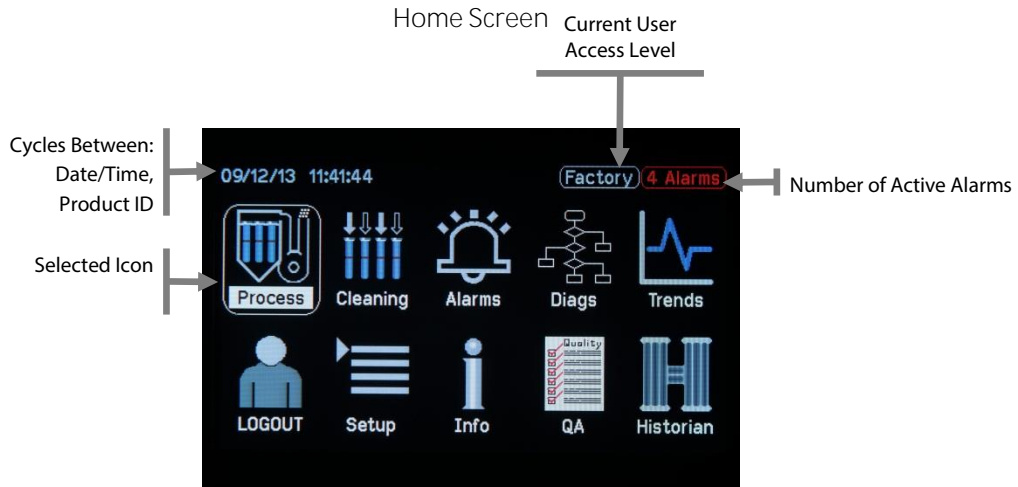 Home Screen
Current User
Access Level
Cycles Between:
Date/Time,
Product ID
09/12/13 11:41:44
Factory
4 Alarms
Number of Active Alarms
Selected Icon
Process
Cleaning
Alarms
Diags
Trends
Quality
LOGOUT
Setup
Info
QA
Historian